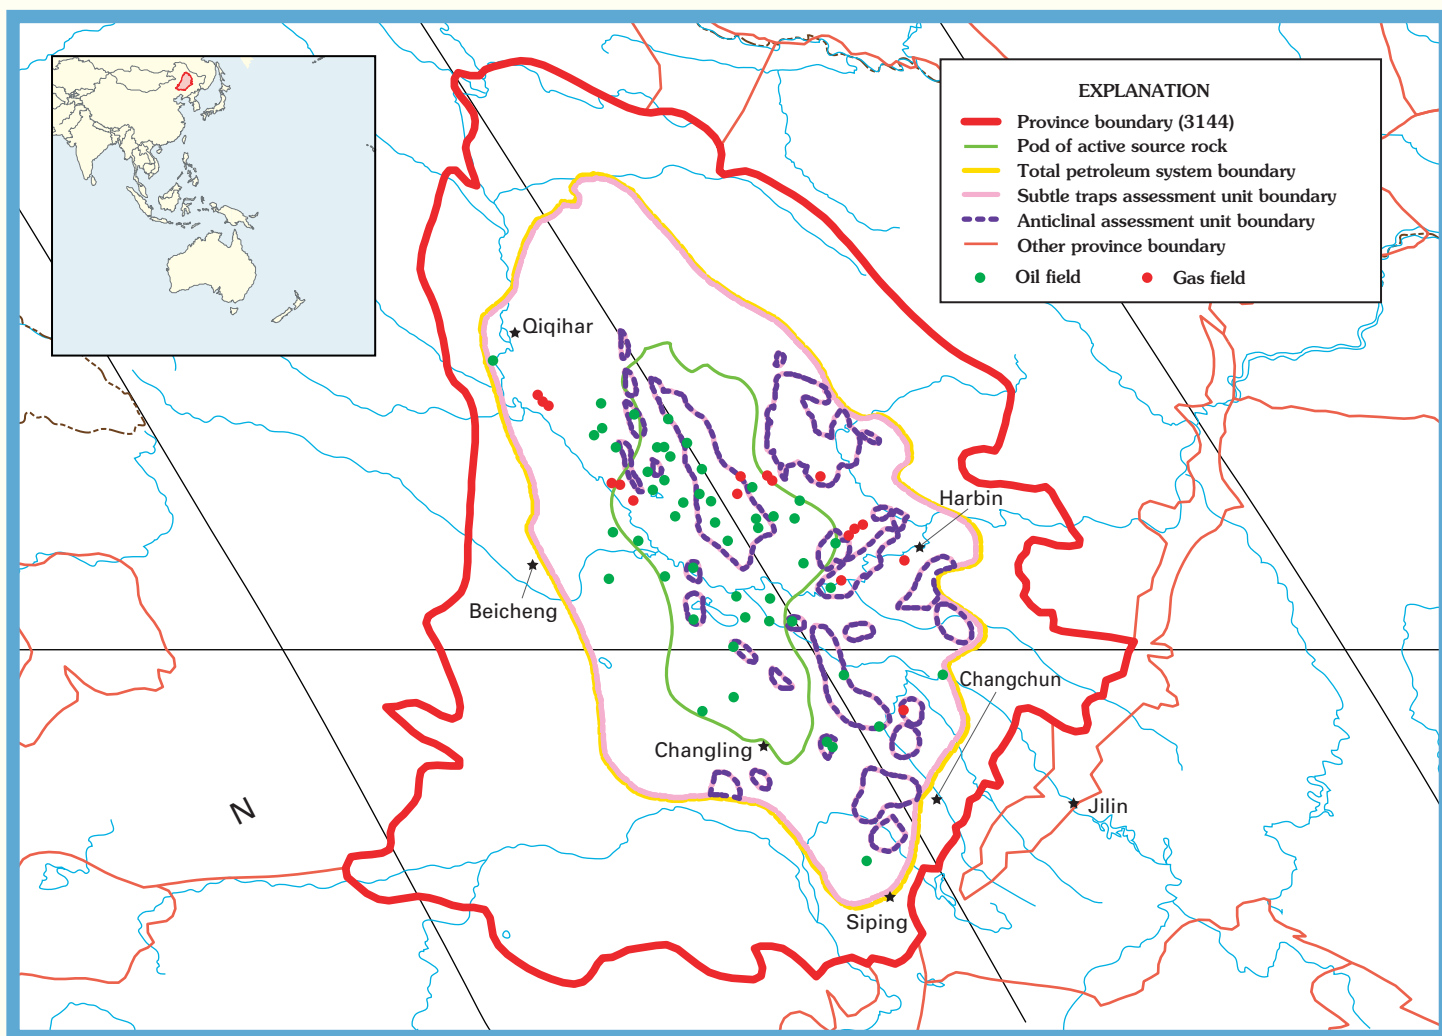 EXPLANATION
Province boundary (3144)
Pod of active source rock
Total petroleum system boundary
Subtle traps assessment unit boundary
Anticlinal assessment unit boundary
Other province boundary
Oil field
Gas field
Qiqihar
Harbin
Beicheng
Changchun
Changling
Jilin
N
Siping